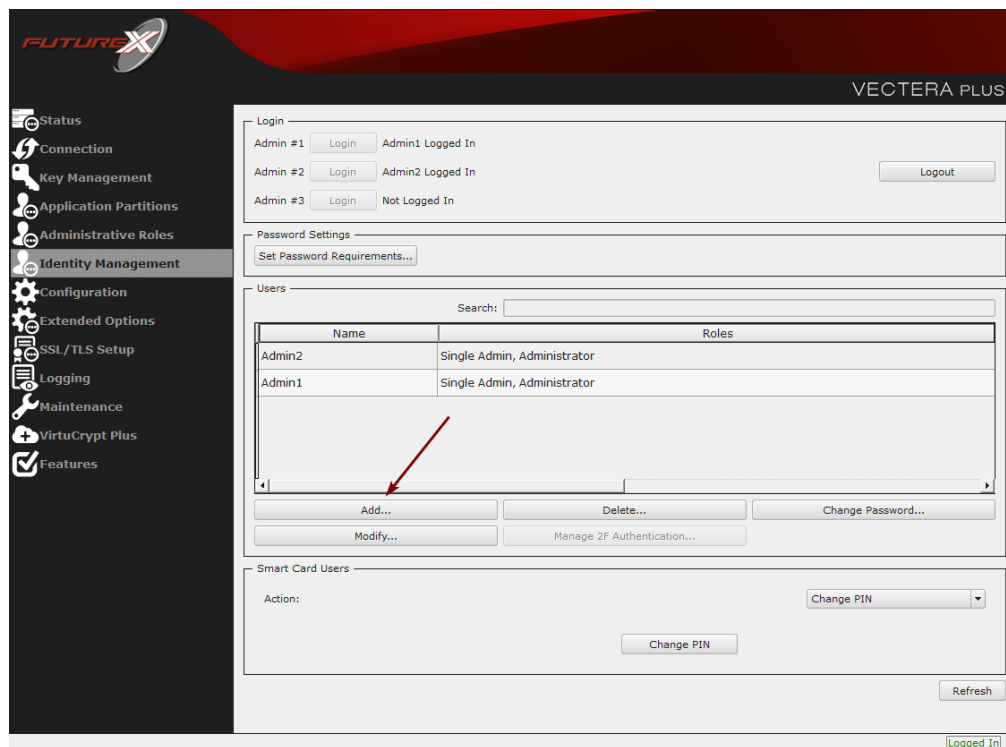 FUTUREX
VECTERA PLUS
Status
Connection
Key Management
Application Partitions
Administrative Roles
Identity Management
Configuration
Extended Options
SSL/TLS Setup
Logging
Maintenance
VirtuCrypt Plus
Features
Login
Admin #1 Login Admin1 Logged In
Admin #2 Login Admin2 Logged In Logout
Admin #3 Login Not Logged In
Password Settings
Set Password Requirements...
Users
Search:
Name Roles
Admin2 Single Admin, Administrator
Admin1 Single Admin, Administrator
Add... Delete... Change Password...
Modify... Manage 2F Authentication...
Smart Card Users
Action: Change PIN
Change PIN
Refresh
Logged In